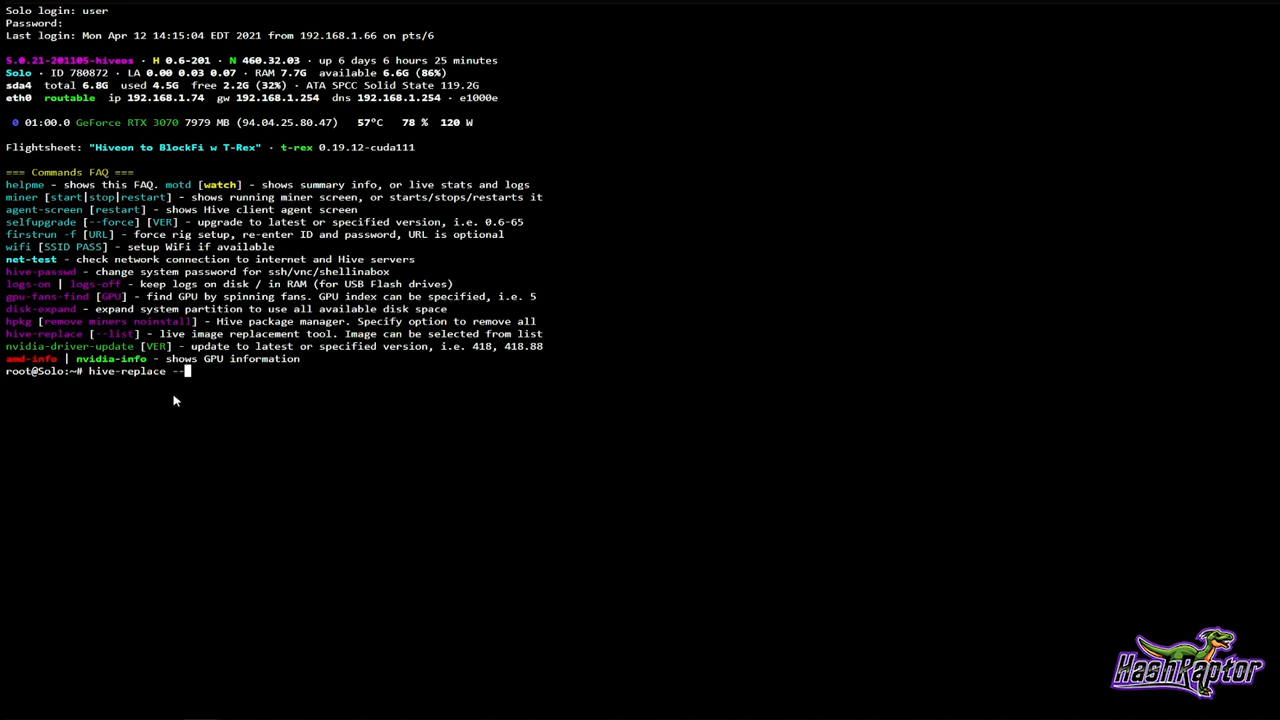 Solo login: user
Password:
Last login: Mon Apr 12 14:15:04 EDT 2021 from 192.168.1.66 on pts/6
5.0.21-201105-hiveos · H 0.6-201 · N 460.32.03 · up 6 days 6 hours 25 minutes
Solo · ID 780872 · LA 0.00 0.03 0.07 · RAM 7.7G available 6.6G (86%)
sda4 total 6.8G used 4.5G free 2.2G (32%) · ATA SPCC Solid State 119.2G
eth0 routable ip 192.168.1.74 gw 192.168.1.254 dns 192.168.1.254 · e1000e
0 01:00.0 GeForce RTX 3070 7979 MB (94.04.25.80.47) 57°C 78 % 120 W
Flightsheet: "Hiveon to BlockFi w T-Rex" · t-rex 0.19.12-cuda111
=== Commands FAQ ===
helpme - shows this FAQ. motd [watch] - shows summary info, or live stats and logs
miner [start|stop|restart] - shows running miner screen, or starts/stops/restarts it
agent-screen [restart] - shows Hive client agent screen
selfupgrade [--force] [VER] - upgrade to latest or specified version, i.e. 0.6-65
firstrun -f [URL] - force rig setup, re-enter ID and password, URL is optional
wifi [SSID PASS] - setup WiFi if available
net-test - check network connection to internet and Hive servers
hive-passwd - change system password for ssh/vnc/shellinabox
logs-on | logs-off - keep logs on disk / in RAM (for USB Flash drives)
gpu-fans-find [GPU] - find GPU by spinning fans. GPU index can be specified, i.e. 5
disk-expand - expand system partition to use all available disk space
hpkg [remove miners noinstall] - Hive package manager. Specify option to remove all
hive-replace [--list] - live image replacement tool. Image can be selected from list
nvidia-driver-update [VER] - update to latest or specified version, i.e. 418, 418.88
amd-info | nvidia-info - shows GPU information
root@Solo:~# hive-replace --
HashRaptor